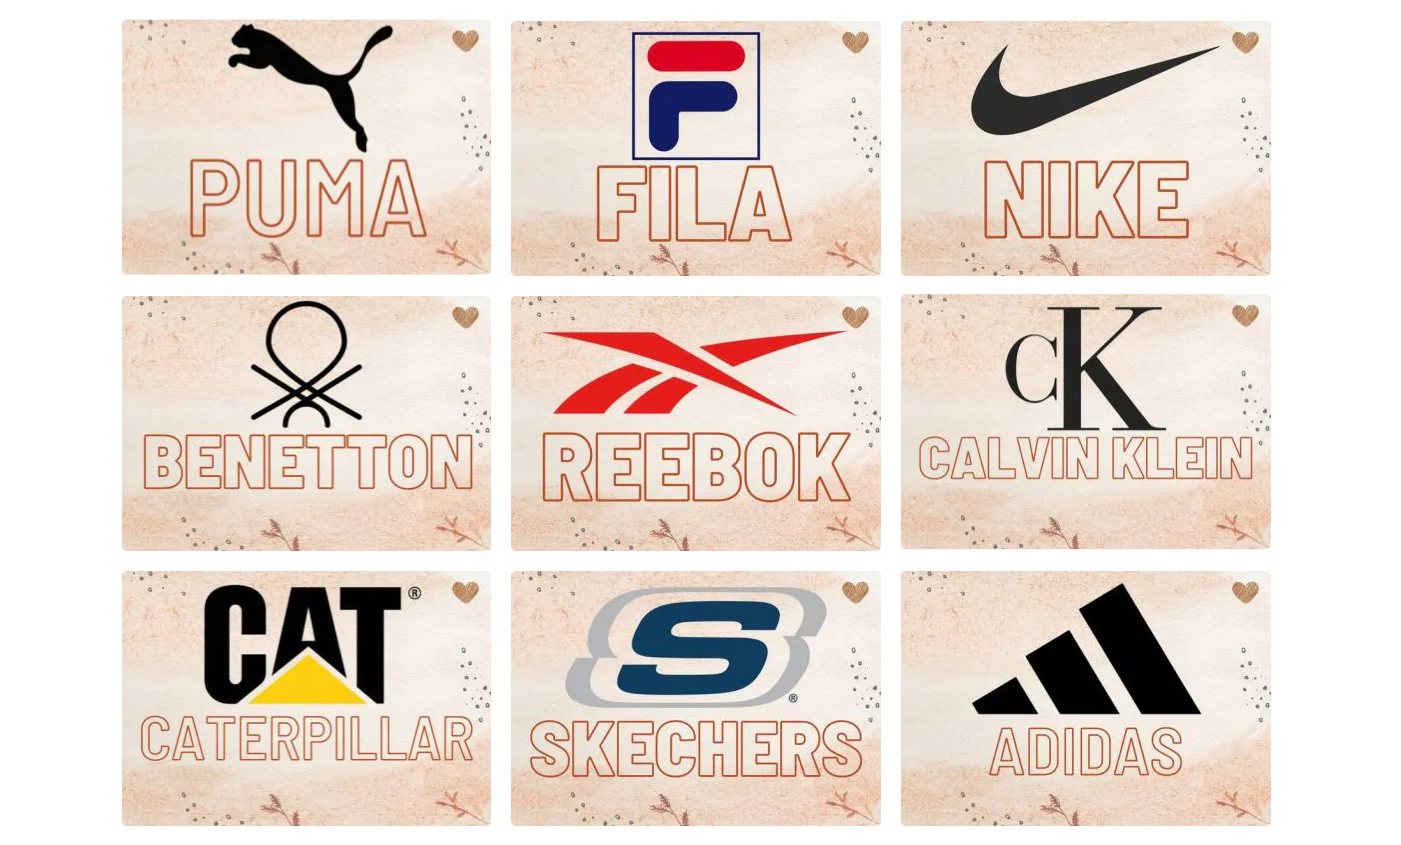 PUMA
F
FILA
NIKE
BENETTON
REEBOK
CK
CALVIN KLEIN
CAT®
CATERPILLAR
S®
SKECHERS
ADIDAS